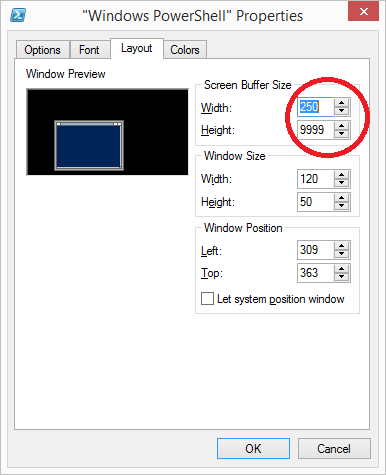 "Windows PowerShell" Properties
Options Font Layout Colors
Window Preview
Screen Buffer Size
Width: 250
Height: 9999
Window Size
Width: 120
Height: 50
Window Position
Left: 309
Top: 363
Let system position window
OK Cancel